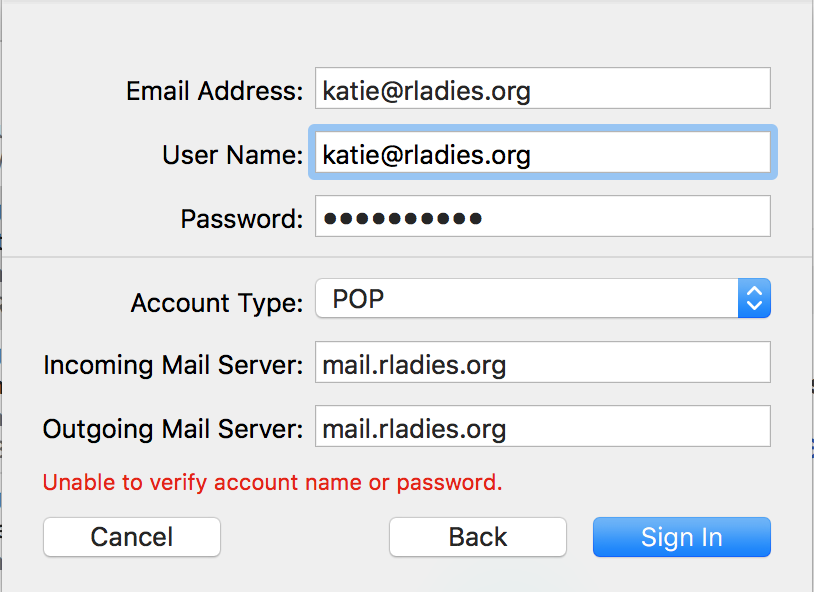 Email Address: katie@rladies.org
User Name: katie@rladies.org
Password: ••••••••••
Account Type: POP
Incoming Mail Server: mail.rladies.org
Outgoing Mail Server: mail.rladies.org
Unable to verify account name or password.
Cancel Back Sign In